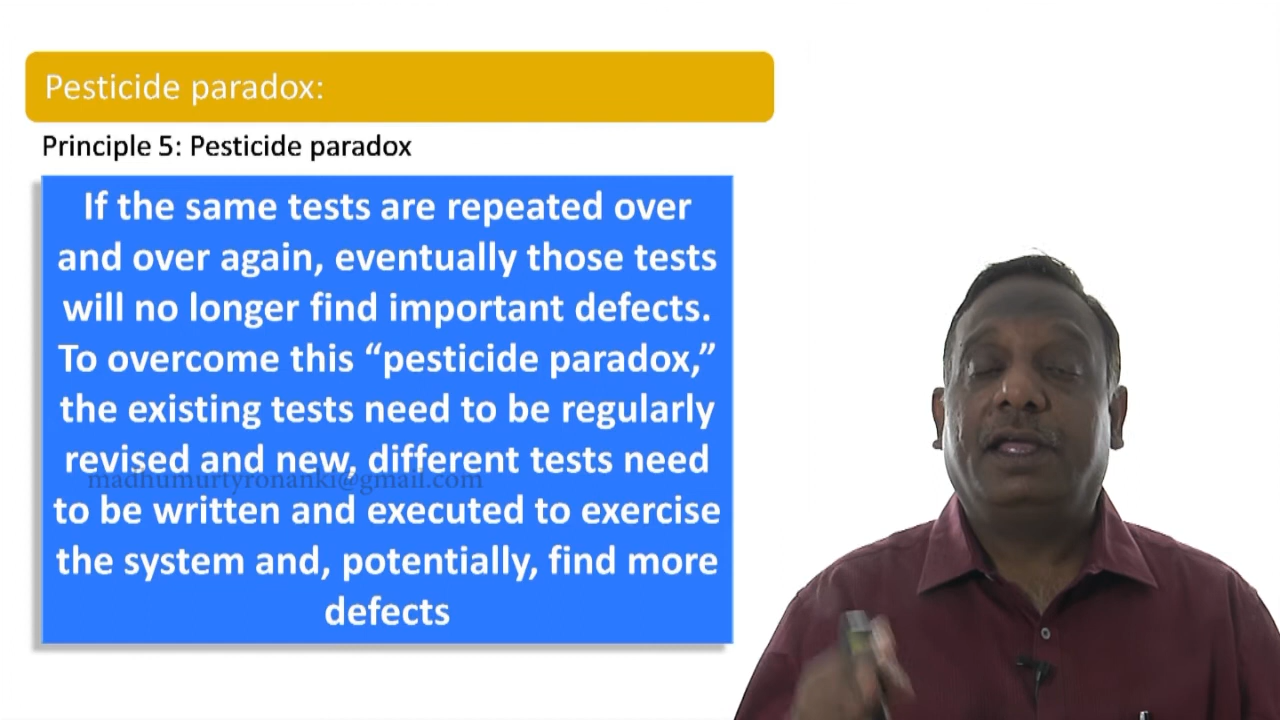 Pesticide paradox:
Principle 5: Pesticide paradox
If the same tests are repeated over
and over again, eventually those tests
will no longer find important defects.
To overcome this “pesticide paradox,”
the existing tests need to be regularly
revised and new, different tests need
madhumurtyronanki@gmail.com
to be written and executed to exercise
the system and, potentially, find more
defects